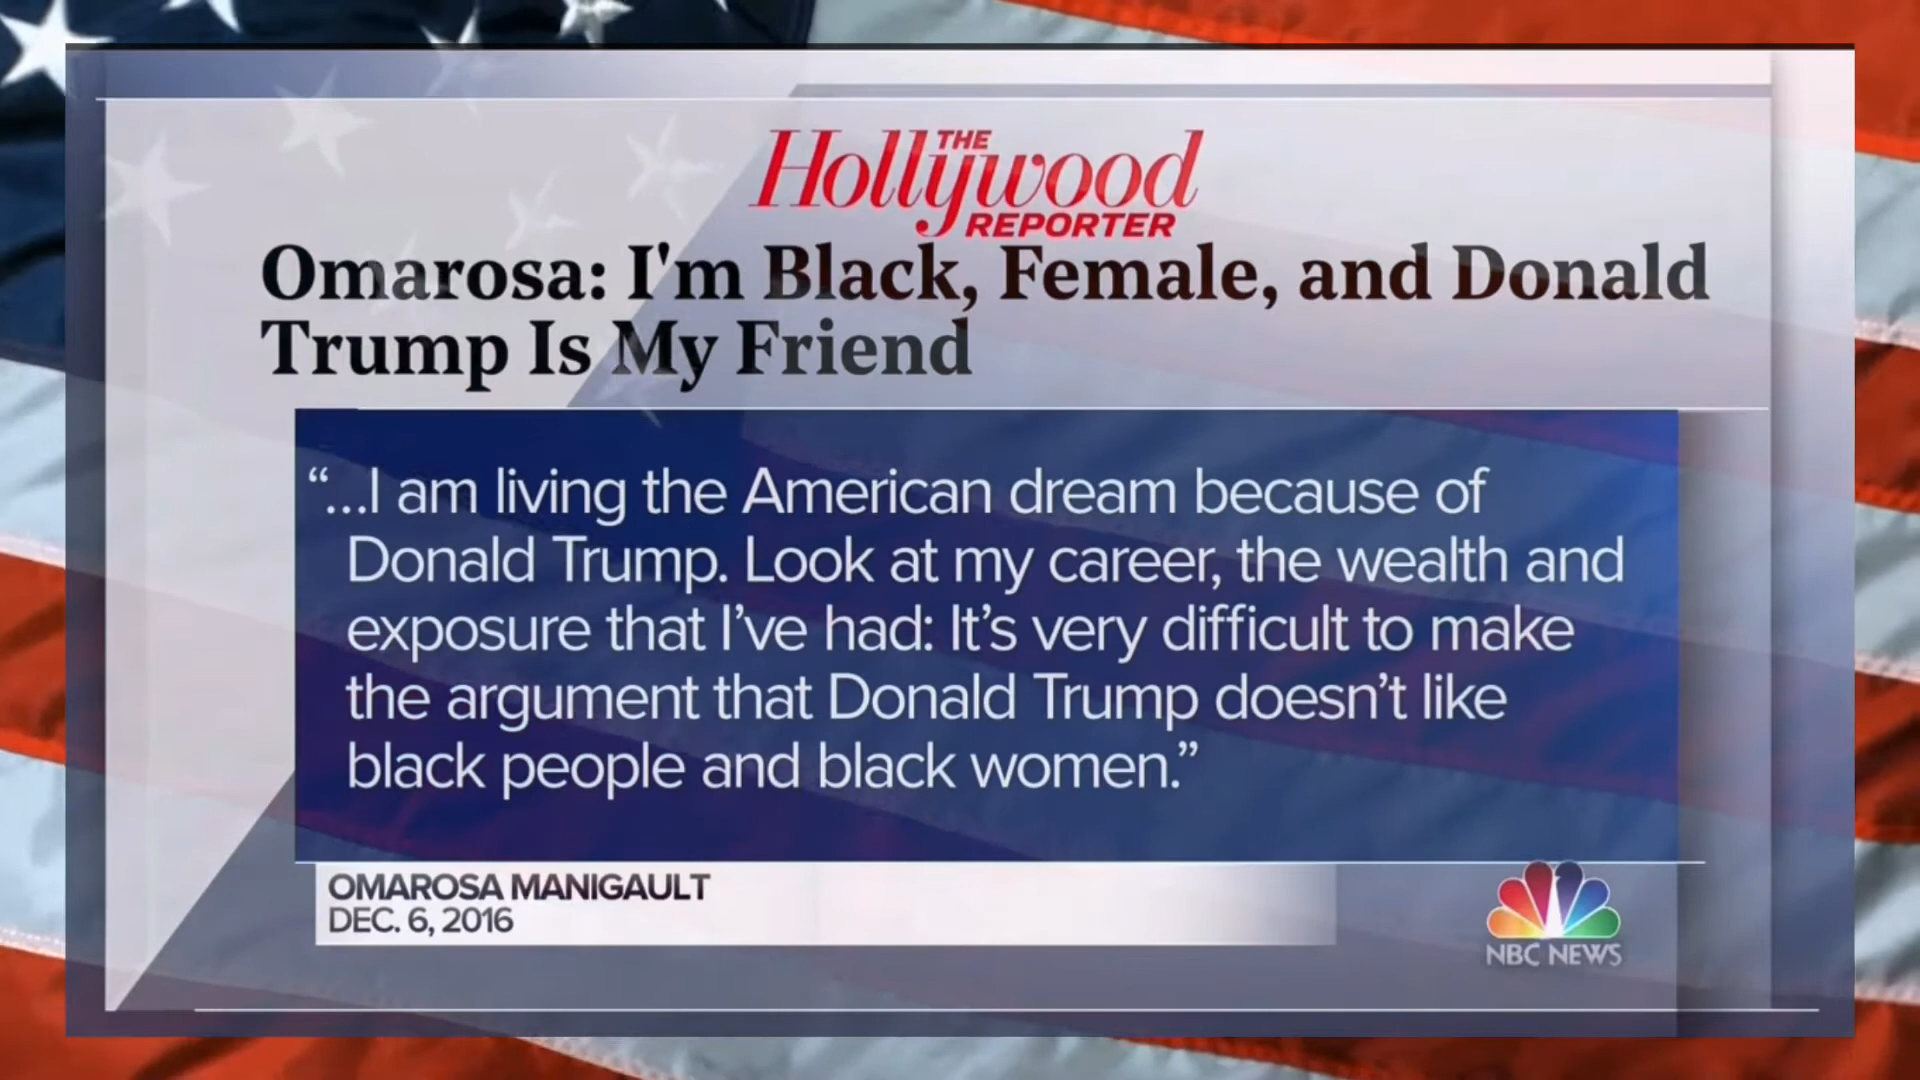 THE
Hollywood
REPORTER
Omarosa: I'm Black, Female, and Donald
Trump Is My Friend
“...I am living the American dream because of
Donald Trump. Look at my career, the wealth and
exposure that I’ve had: It’s very difficult to make
the argument that Donald Trump doesn’t like
black people and black women.”
OMAROSA MANIGAULT
DEC. 6, 2016
NBC NEWS